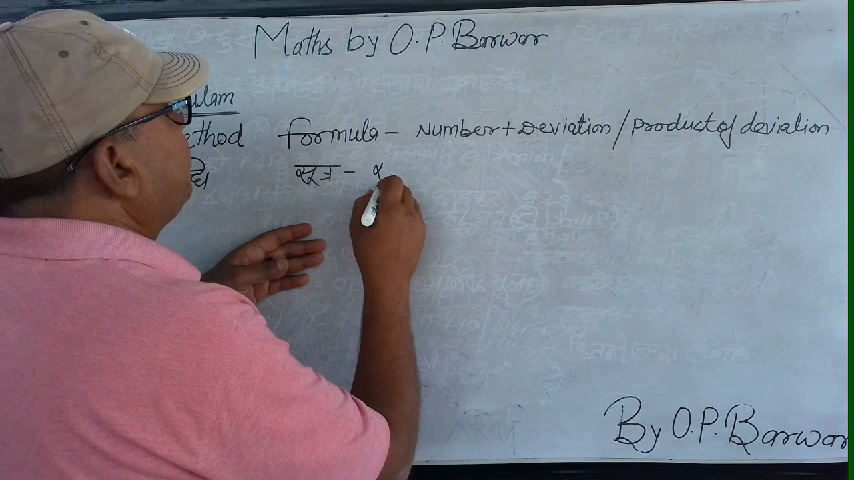 Maths by O.P. Barwar
ulam
ethod formula - Number + Deviation / Product of deviation
धि सूत्र -
By O.P. Barwar